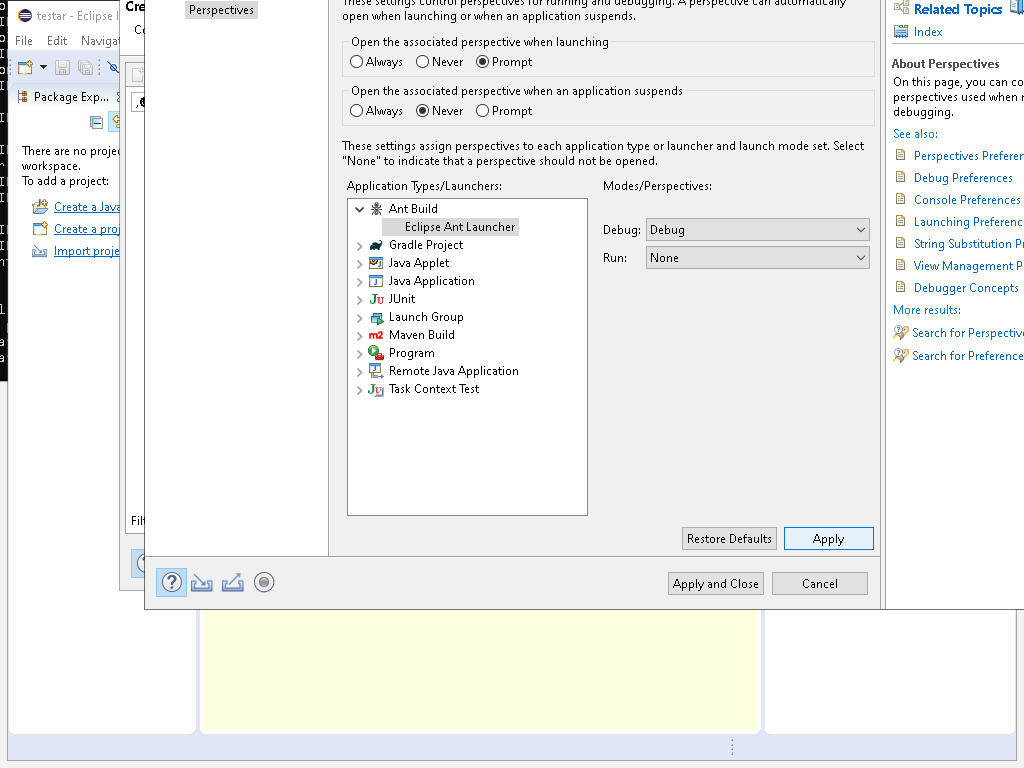 testar - Eclipse
File Edit Naviga
Package Exp...
There are no proje
workspace.
To add a project:
Create a Java
Create a proj
Import proje
Cre
Perspectives
These settings control perspectives for running and debugging. A perspective can automatically
open when launching or when an application suspends.
Open the associated perspective when launching
Always Never Prompt
Open the associated perspective when an application suspends
Always Never Prompt
These settings assign perspectives to each application type or launcher and launch mode set. Select
"None" to indicate that a perspective should not be opened.
Application Types/Launchers:
Modes/Perspectives:
Ant Build
Eclipse Ant Launcher
Gradle Project
Java Applet
Java Application
JUnit
Launch Group
Maven Build
Program
Remote Java Application
Task Context Test
Debug: Debug
Run: None
Restore Defaults
Apply
Apply and Close
Cancel
Filt
Related Topics
Index
About Perspectives
On this page, you can co
perspectives used when r
debugging.
See also:
Perspectives Preferen
Debug Preferences
Console Preferences
Launching Preferenc
String Substitution Pr
View Management P
Debugger Concepts
More results:
Search for Perspective
Search for Preference